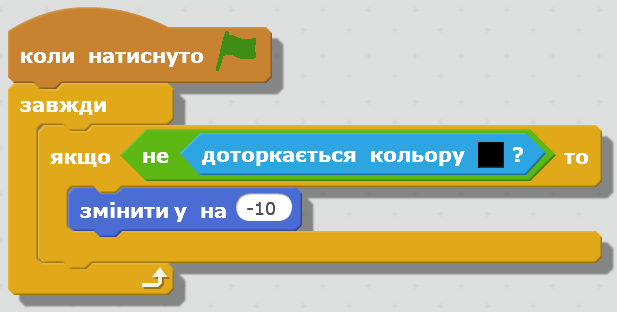 коли натиснуто
завжди
якщо не доторкається кольору ? то
змінити у на -10